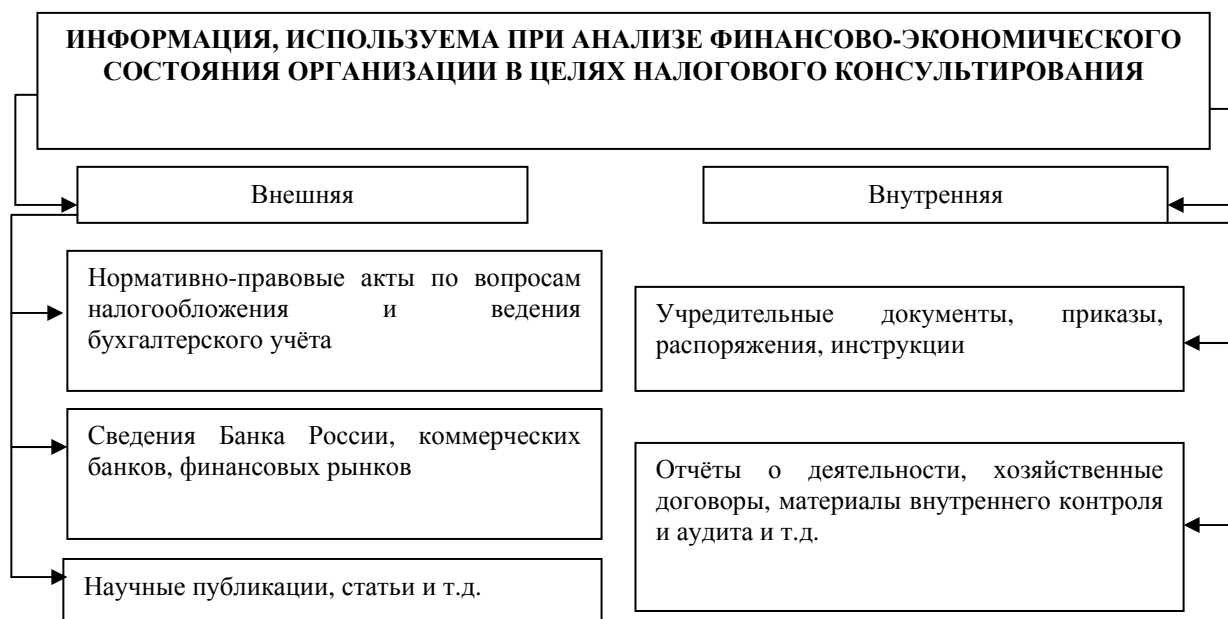 ИНФОРМАЦИЯ, ИСПОЛЬЗУЕМА ПРИ АНАЛИЗЕ ФИНАНСОВО-ЭКОНОМИЧЕСКОГО
СОСТОЯНИЯ ОРГАНИЗАЦИИ В ЦЕЛЯХ НАЛОГОВОГО КОНСУЛЬТИРОВАНИЯ
Внешняя
Нормативно-правовые акты по вопросам
налогообложения и ведения
бухгалтерского учёта
Сведения Банка России, коммерческих
банков, финансовых рынков
Научные публикации, статьи и т.д.
Внутренняя
Учредительные документы, приказы,
распоряжения, инструкции
Отчёты о деятельности, хозяйственные
договоры, материалы внутреннего контроля
и аудита и т.д.